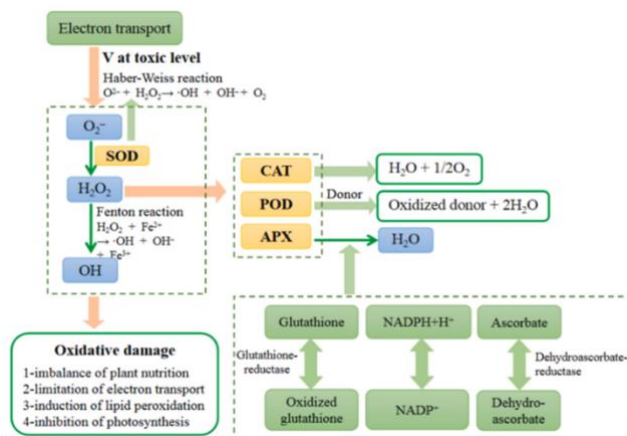 Electron transport
V at toxic level
Haber-Weiss reaction
O²⁻ + H₂O₂→ ·OH + OH⁻+ O₂
O₂⁻
SOD
H₂O₂
Fenton reaction
H₂O₂ + Fe²⁺
→ ·OH + OH⁻
+ Fe³⁺
OH
CAT
H₂O + 1/2O₂
POD
Donor
Oxidized donor + 2H₂O
APX
H₂O
Oxidative damage
1-imbalance of plant nutrition
2-limitation of electron transport
3-induction of lipid peroxidation
4-inhibition of photosynthesis
Glutathione
NADPH+H⁺
Ascorbate
Glutathione-
reductase
Dehydroascorbate-
reductase
Oxidized
glutathione
NADP⁺
Dehydro-
ascorbate